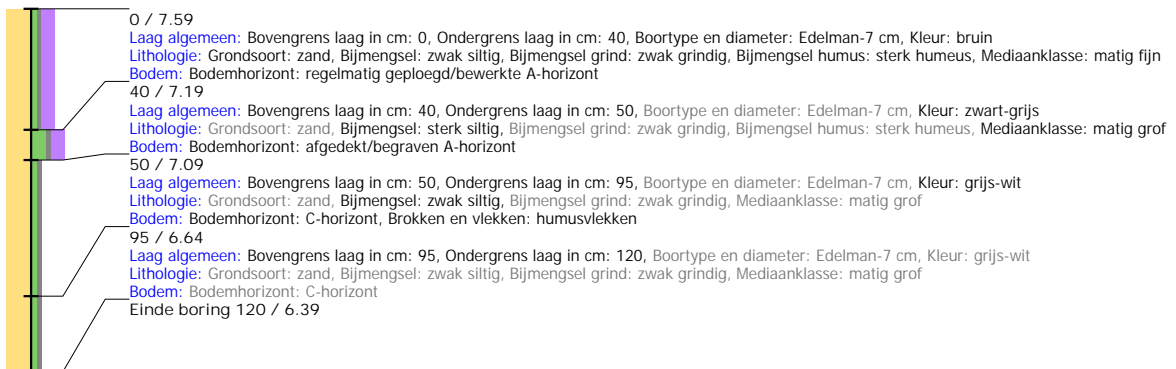 0 / 7.59
Laag algemeen: Bovengrens laag in cm: 0, Ondergrens laag in cm: 40, Boortype en diameter: Edelman-7 cm, Kleur: bruin
Lithologie: Grondsoort: zand, Bijmengsel: zwak siltig, Bijmengsel grind: zwak grindig, Bijmengsel humus: sterk humeus, Mediaanklasse: matig fijn
Bodem: Bodemhorizont: regelmatig geploegd/bewerkte A-horizont
40 / 7.19
Laag algemeen: Bovengrens laag in cm: 40, Ondergrens laag in cm: 50, Boortype en diameter: Edelman-7 cm, Kleur: zwart-grijs
Lithologie: Grondsoort: zand, Bijmengsel: sterk siltig, Bijmengsel grind: zwak grindig, Bijmengsel humus: sterk humeus, Mediaanklasse: matig grof
Bodem: Bodemhorizont: afgedekt/begraven A-horizont
50 / 7.09
Laag algemeen: Bovengrens laag in cm: 50, Ondergrens laag in cm: 95, Boortype en diameter: Edelman-7 cm, Kleur: grijs-wit
Lithologie: Grondsoort: zand, Bijmengsel: zwak siltig, Bijmengsel grind: zwak grindig, Mediaanklasse: matig grof
Bodem: Bodemhorizont: C-horizont, Brokken en vlekken: humusvlekken
95 / 6.64
Laag algemeen: Bovengrens laag in cm: 95, Ondergrens laag in cm: 120, Boortype en diameter: Edelman-7 cm, Kleur: grijs-wit
Lithologie: Grondsoort: zand, Bijmengsel: zwak siltig, Bijmengsel grind: zwak grindig, Mediaanklasse: matig grof
Bodem: Bodemhorizont: C-horizont
Einde boring 120 / 6.39